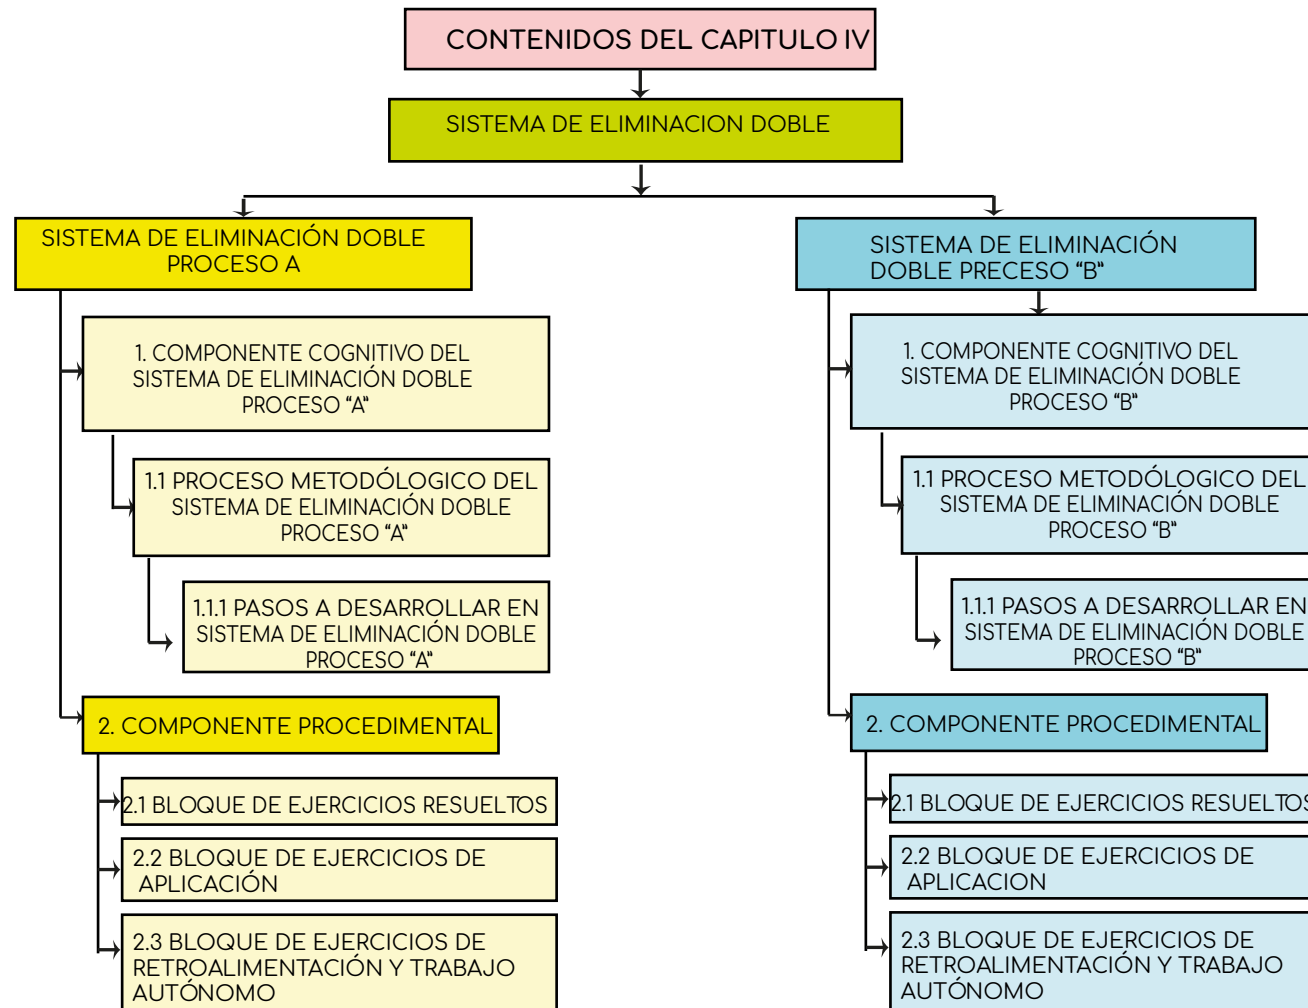 CONTENIDOS DEL CAPITULO IV
SISTEMA DE ELIMINACION DOBLE
SISTEMA DE ELIMINACIÓN DOBLE
PROCESO A
1. COMPONENTE COGNITIVO DEL
SISTEMA DE ELIMINACIÓN DOBLE
PROCESO “A”
1.1 PROCESO METODÓLOGICO DEL
SISTEMA DE ELIMINACIÓN DOBLE
PROCESO “A”
1.1.1 PASOS A DESARROLLAR EN
SISTEMA DE ELIMINACIÓN DOBLE
PROCESO “A”
2. COMPONENTE PROCEDIMENTAL
2.1 BLOQUE DE EJERCICIOS RESUELTOS
2.2 BLOQUE DE EJERCICIOS DE
APLICACIÓN
2.3 BLOQUE DE EJERCICIOS DE
RETROALIMENTACIÓN Y TRABAJO
AUTÓNOMO
SISTEMA DE ELIMINACIÓN
DOBLE PRECESO “B”
1. COMPONENTE COGNITIVO DEL
SISTEMA DE ELIMINACIÓN DOBLE
PROCESO “B”
1.1 PROCESO METODÓLOGICO DEL
SISTEMA DE ELIMINACIÓN DOBLE
PROCESO “B”
1.1.1 PASOS A DESARROLLAR EN
SISTEMA DE ELIMINACIÓN DOBLE
PROCESO “B”
2. COMPONENTE PROCEDIMENTAL
2.1 BLOQUE DE EJERCICIOS RESUELTOS
2.2 BLOQUE DE EJERCICIOS DE
APLICACION
2.3 BLOQUE DE EJERCICIOS DE
RETROALIMENTACIÓN Y TRABAJO
AUTÓNOMO